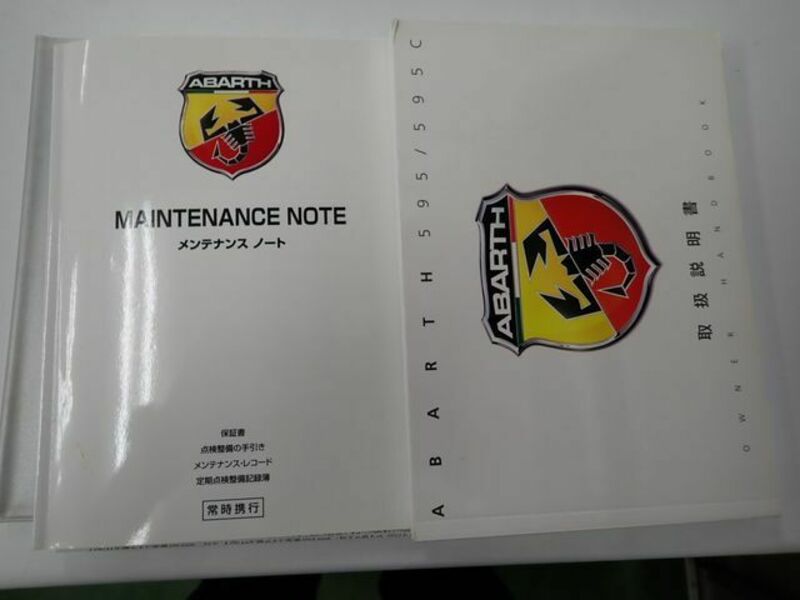 ABARTH
MAINTENANCE NOTE
メンテナンス ノート
保証書
点検整備の手引き
メンテナンス・レコード
定期点検整備記録簿
常時携行
ABARTH 595/595C
ABARTH
取扱説明書
OWNER HANDBOOK